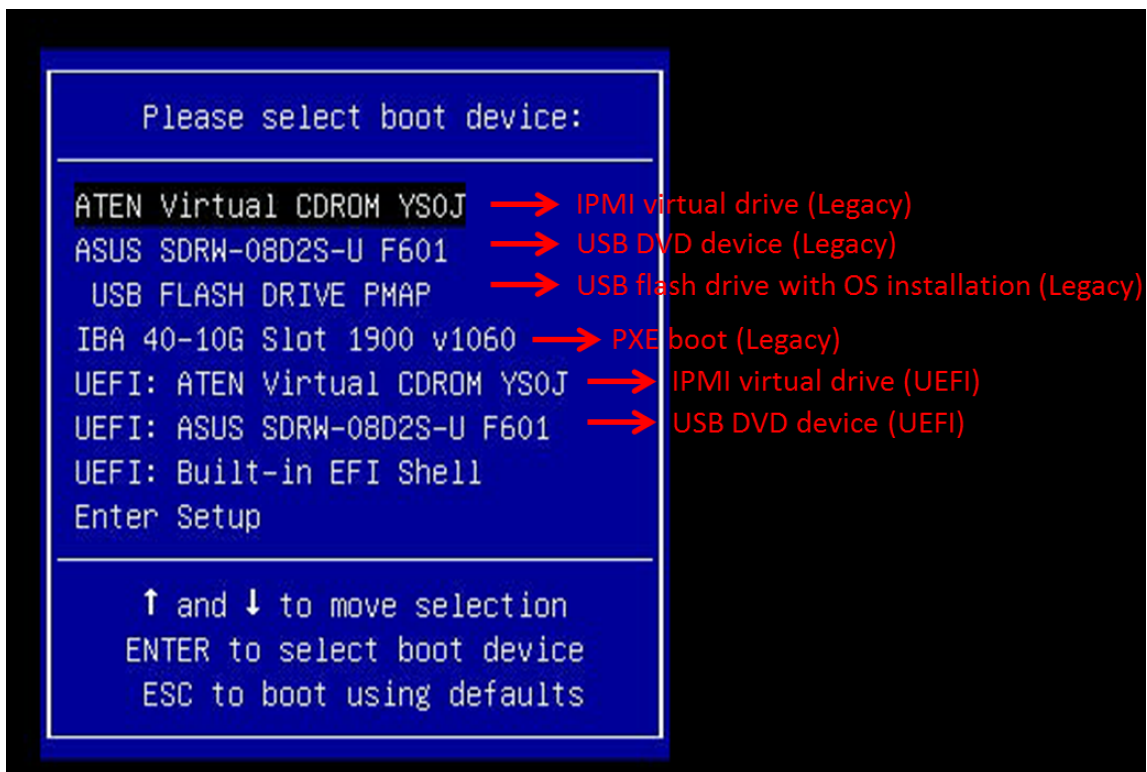 Please select boot device:
ATEN Virtual CDROM YS0J → IPMI virtual drive (Legacy)
ASUS SDRW-08D2S-U F601 → USB DVD device (Legacy)
USB FLASH DRIVE PMAP → USB flash drive with OS installation (Legacy)
IBA 40-10G Slot 1900 v1060 → PXE boot (Legacy)
UEFI: ATEN Virtual CDROM YS0J → IPMI virtual drive (UEFI)
UEFI: ASUS SDRW-08D2S-U F601 → USB DVD device (UEFI)
UEFI: Built-in EFI Shell
Enter Setup
↑ and ↓ to move selection
ENTER to select boot device
ESC to boot using defaults